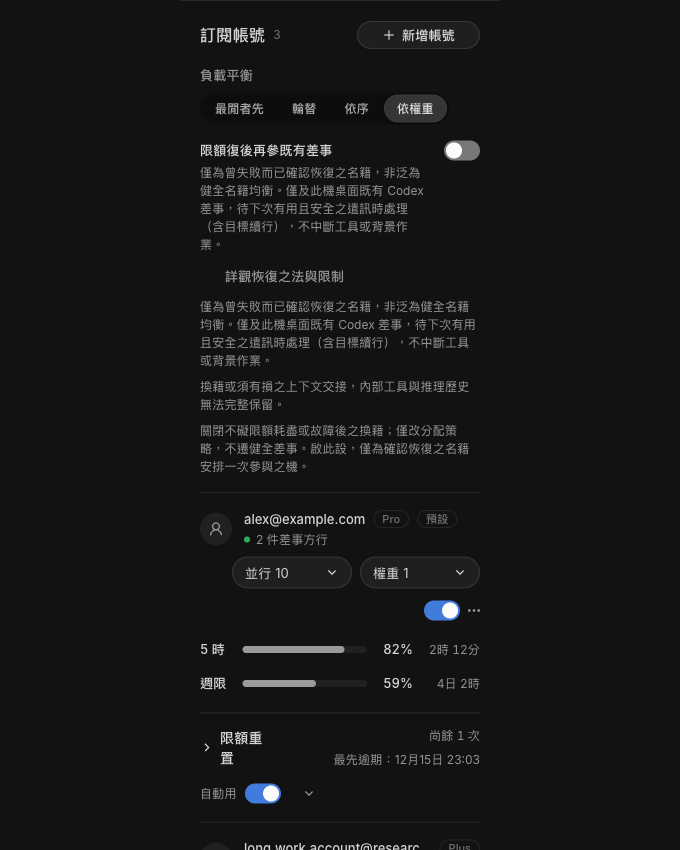 訂閱帳號 3
＋ 新增帳號
負載平衡
最閒者先 輪替 依序 依權重
限額復後再參既有差事
僅為曾失敗而已確認恢復之名籍，非泛為
健全名籍均衡。僅及此機桌面既有 Codex
差事，待下次有用且安全之遣訊時處理
（含目標續行），不中斷工具或背景作
業。
詳觀恢復之法與限制
僅為曾失敗而已確認恢復之名籍，非泛為健全名籍
均衡。僅及此機桌面既有 Codex 差事，待下次有用
且安全之遣訊時處理（含目標續行），不中斷工具
或背景作業。
換籍或須有損之上下文交接，內部工具與推理歷史
無法完整保留。
關閉不礙限額耗盡或故障後之換籍；僅改分配策
略，不遷健全差事。啟此設，僅為確認恢復之名籍
安排一次參與之機。
alex@example.com Pro 預設
2 件差事方行
並行 10 權重 1
5 時 82% 2時 12分
週限 59% 4日 2時
限額重
置
尚餘 1 次
最先逾期：12月15日 23:03
自動用
long.work.account@researc Plus